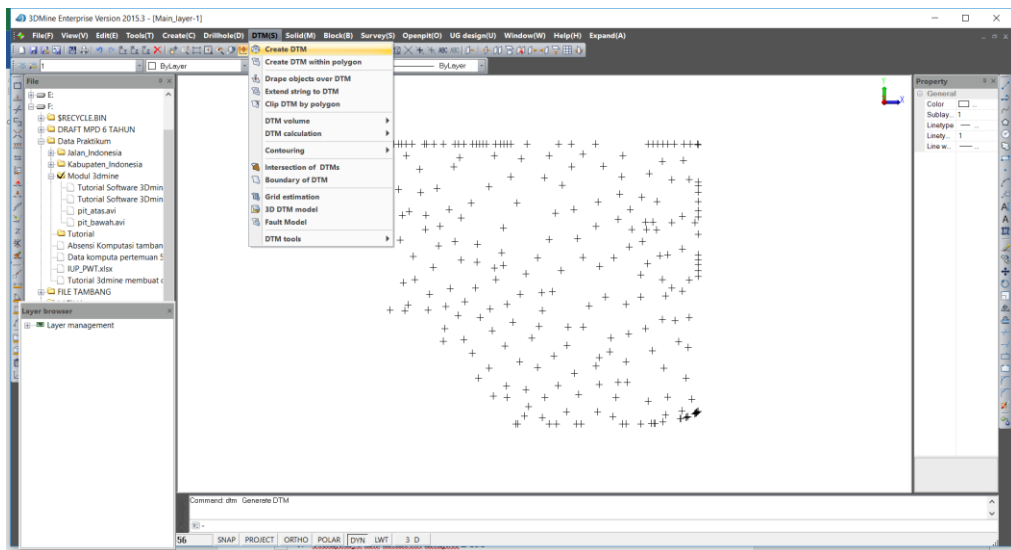 3DMine Enterprise Version 2015.3 - [Main_layer-1]
File(F) View(V) Edit(E) Tools(T) Create(C) Drillhole(D) DTM(S) Solid(M) Block(B) Survey(S) Openpit(O) UG design(U) Window(W) Help(H) Expand(A)
1 ByLayer ByLayer
File
E:
F:
$RECYCLE.BIN
DRAFT MPD 6 TAHUN
Data Praktikum
Jalan_Indonesia
Kabupaten_Indonesia
Modul 3dmine
Tutorial Software 3Dmin
Tutorial Software 3Dmin
pit_atas.avi
pit_bawah.avi
Tutorial
Absensi Komputasi tamban
Data komputa pertemuan 5
IUP_PWT.xlsx
Tutorial 3dmine membuat
FILE TAMBANG
Layer browser
Layer management
Create DTM
Create DTM within polygon
Drape objects over DTM
Extend string to DTM
Clip DTM by polygon
DTM volume
DTM calculation
Contouring
Intersection of DTMs
Boundary of DTM
Grid estimation
3D DTM model
Fault Model
DTM tools
Y
X
Property
General
Color ...
Sublay... 1
Linetype ...
Linety... 1
Line w... ...
Command: dtm Generate DTM
56 SNAP PROJECT ORTHO POLAR DYN LWT 3 D